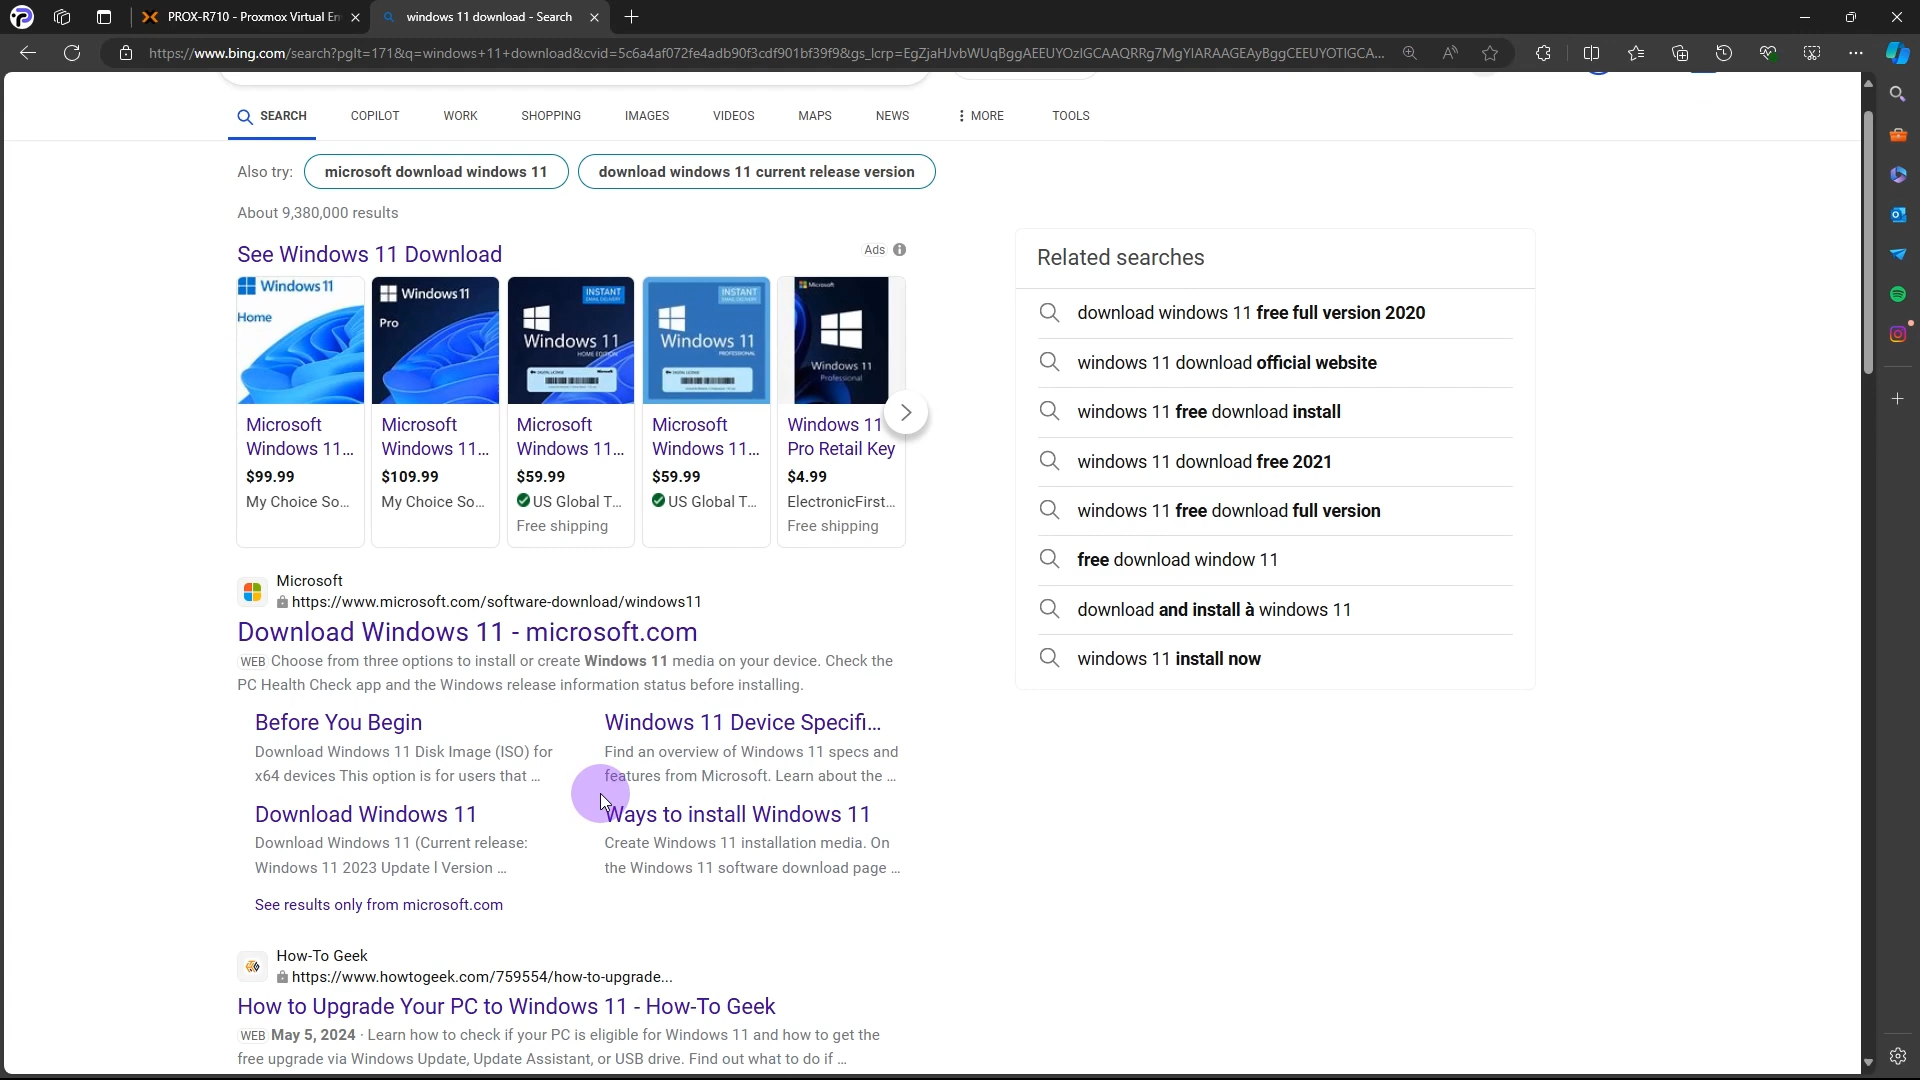 PROX-R710 - Proxmox Virtual En
windows 11 download - Search
https://www.bing.com/search?pglt=171&q=windows+11+download&cvid=5c6a4af072fe4adb90f3cdf901bf39f9&gs_lcrp=EgZjaHJvbWUqBggAEEUYOzIGCAAQRRg7MgYIARAAGEAyBggCEEUYOTIGCA...
SEARCH
COPILOT
WORK
SHOPPING
IMAGES
VIDEOS
MAPS
NEWS
MORE
TOOLS
Also try:
microsoft download windows 11
download windows 11 current release version
About 9,380,000 results
See Windows 11 Download
Ads
Windows 11
Home
Microsoft
Windows 11...
$99.99
My Choice So...
Windows 11
Pro
Microsoft
Windows 11...
$109.99
My Choice So...
INSTANT
EMAIL DELIVERY
Windows 11
HOME EDITION
Microsoft
Windows 11...
$59.99
US Global T...
Free shipping
INSTANT
EMAIL DELIVERY
Windows 11
PROFESSIONAL
Microsoft
Windows 11...
$59.99
US Global T...
Microsoft
Windows 11
Professional
Windows 11
Pro Retail Key
$4.99
ElectronicFirst...
Free shipping
Microsoft
https://www.microsoft.com/software-download/windows11
Download Windows 11 - microsoft.com
WEB Choose from three options to install or create Windows 11 media on your device. Check the
PC Health Check app and the Windows release information status before installing.
Before You Begin
Download Windows 11 Disk Image (ISO) for
x64 devices This option is for users that ...
Windows 11 Device Specifi...
Find an overview of Windows 11 specs and
features from Microsoft. Learn about the ...
Download Windows 11
Download Windows 11 (Current release:
Windows 11 2023 Update l Version ...
Ways to install Windows 11
Create Windows 11 installation media. On
the Windows 11 software download page ...
See results only from microsoft.com
How-To Geek
https://www.howtogeek.com/759554/how-to-upgrade...
How to Upgrade Your PC to Windows 11 - How-To Geek
WEB May 5, 2024 · Learn how to check if your PC is eligible for Windows 11 and how to get the
free upgrade via Windows Update, Update Assistant, or USB drive. Find out what to do if ...
Related searches
download windows 11 free full version 2020
windows 11 download official website
windows 11 free download install
windows 11 download free 2021
windows 11 free download full version
free download window 11
download and install à windows 11
windows 11 install now